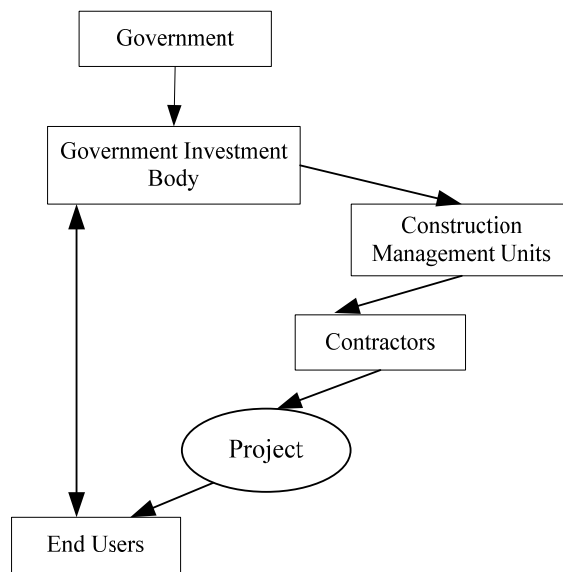 Government
Government Investment
Body
Construction
Management Units
Contractors
Project
End Users